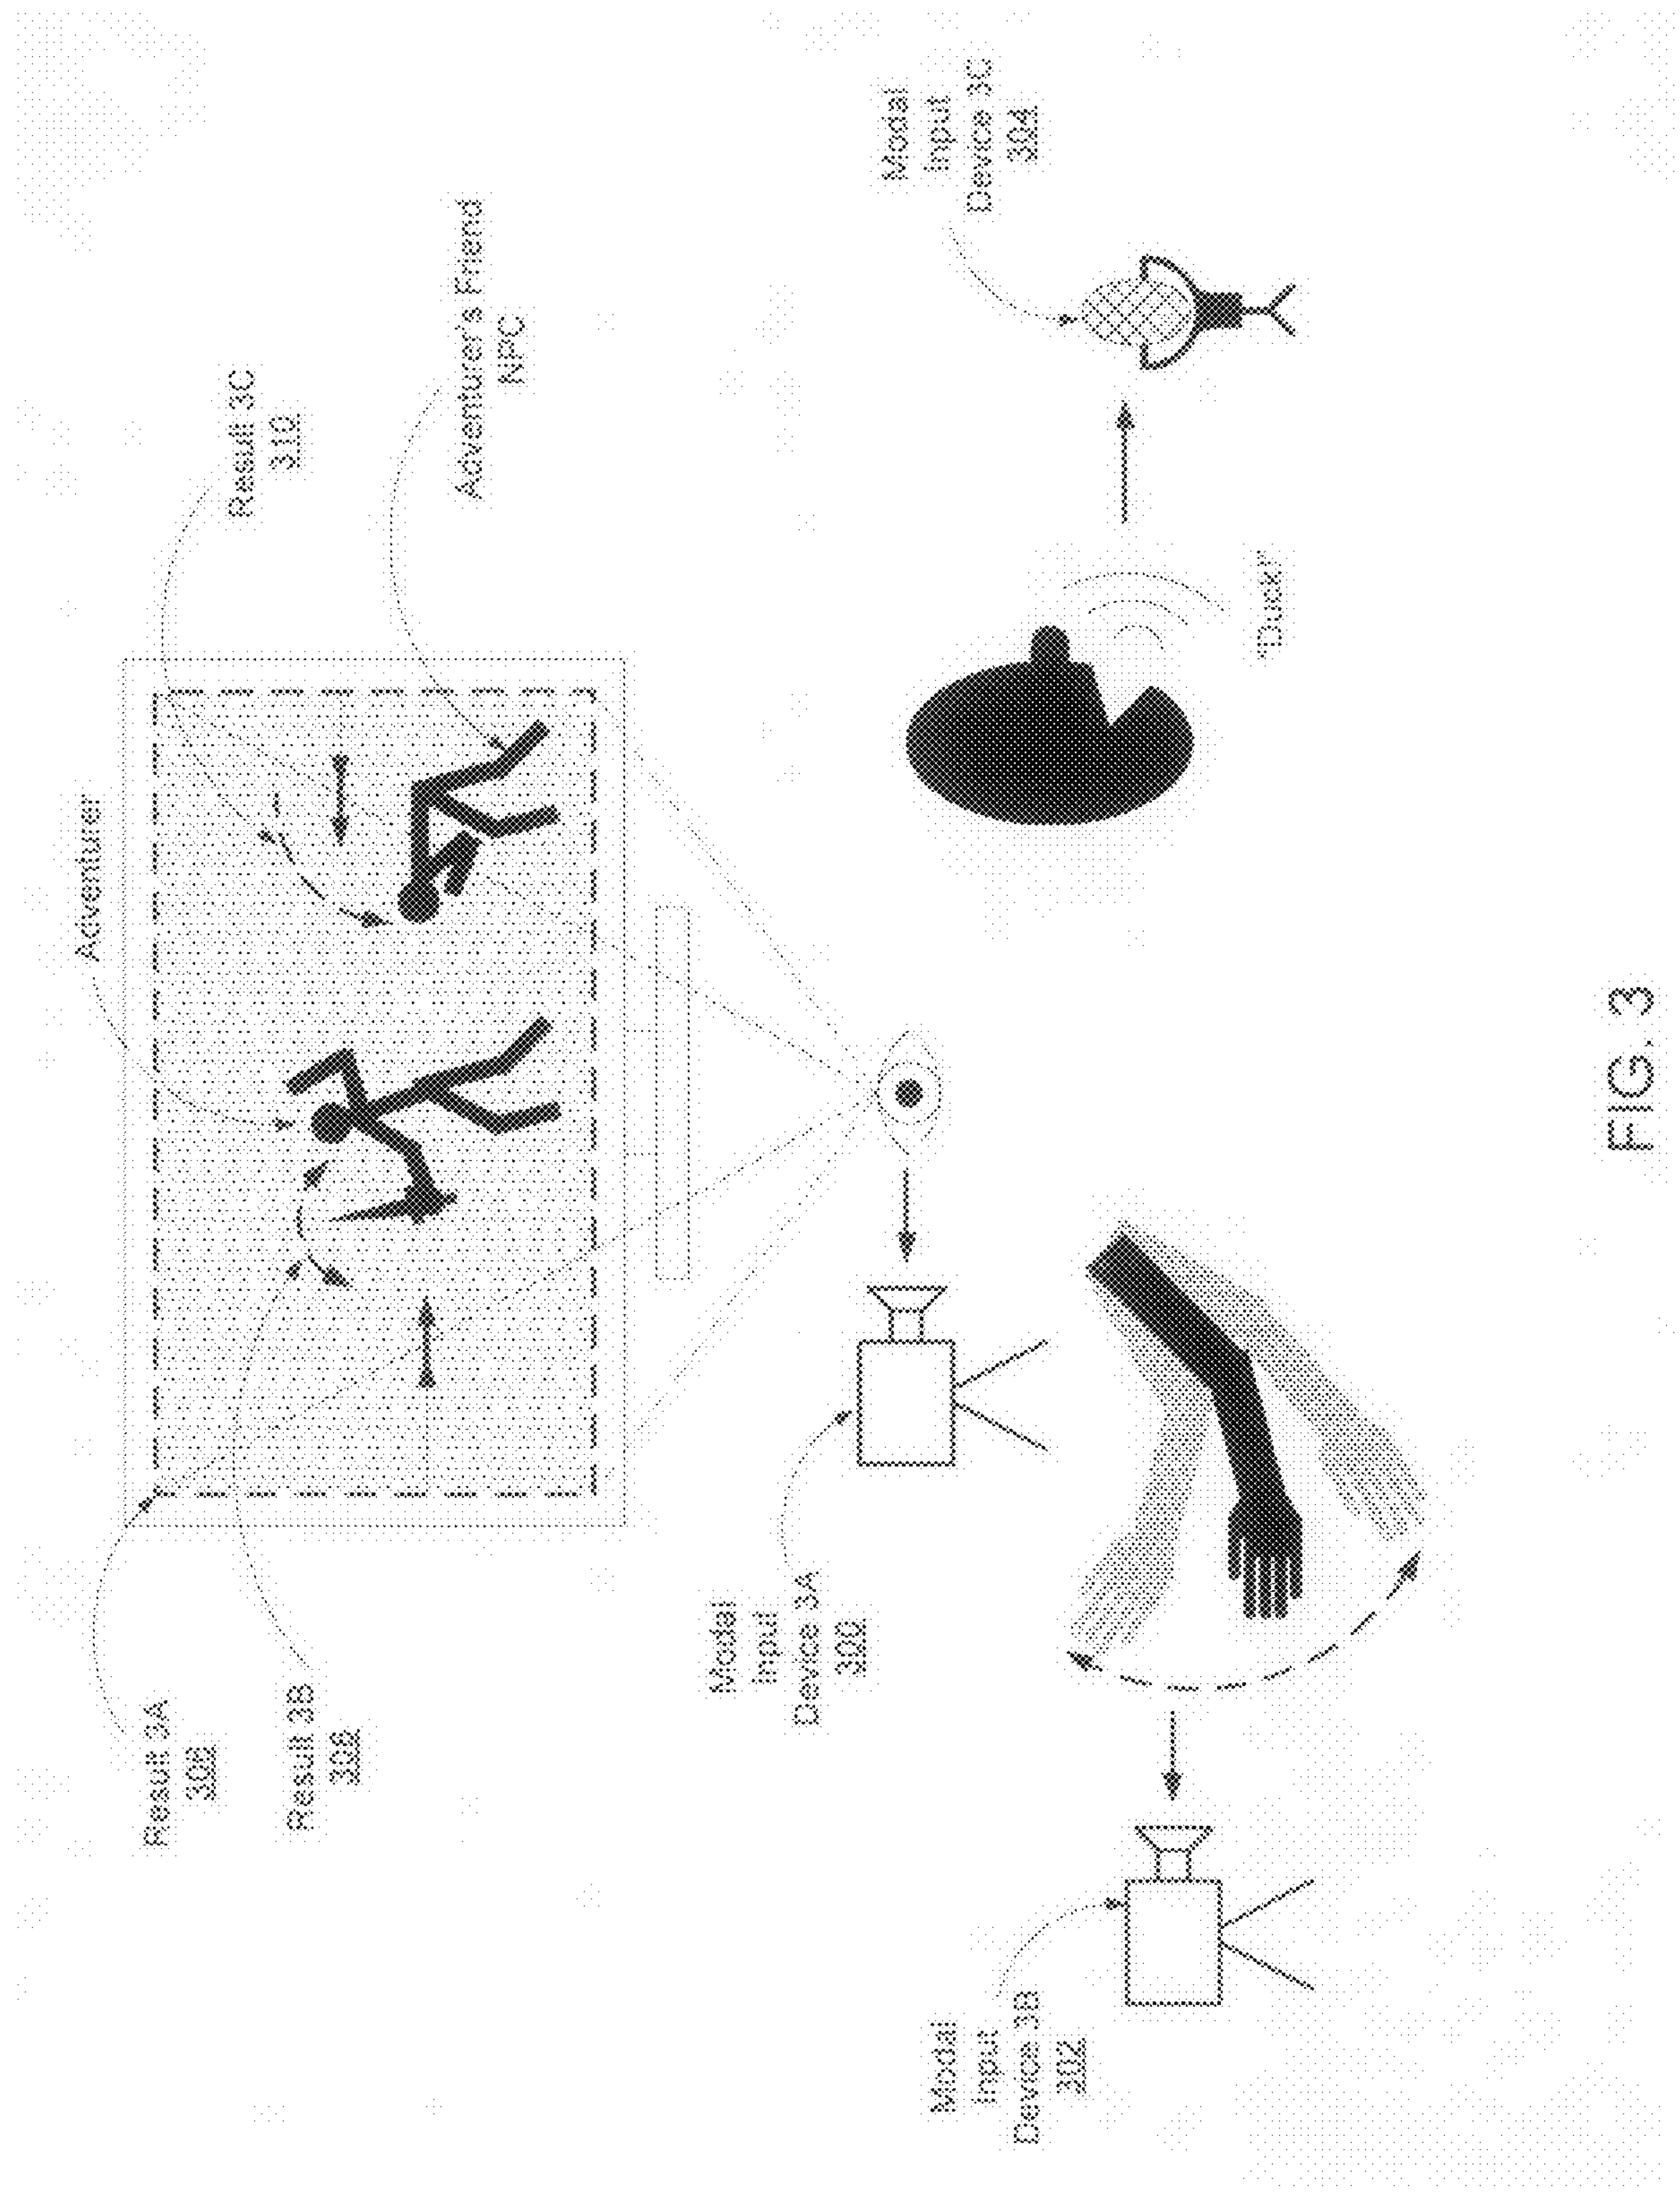 Adventurer
Result 3A
306
Result 3B
308
Result 3C
310
Adventurer's Friend
NPC
Modal
Input
Device 3A
300
Modal
Input
Device 3B
302
Modal
Input
Device 3C
304
"Duck!"
FIG. 3